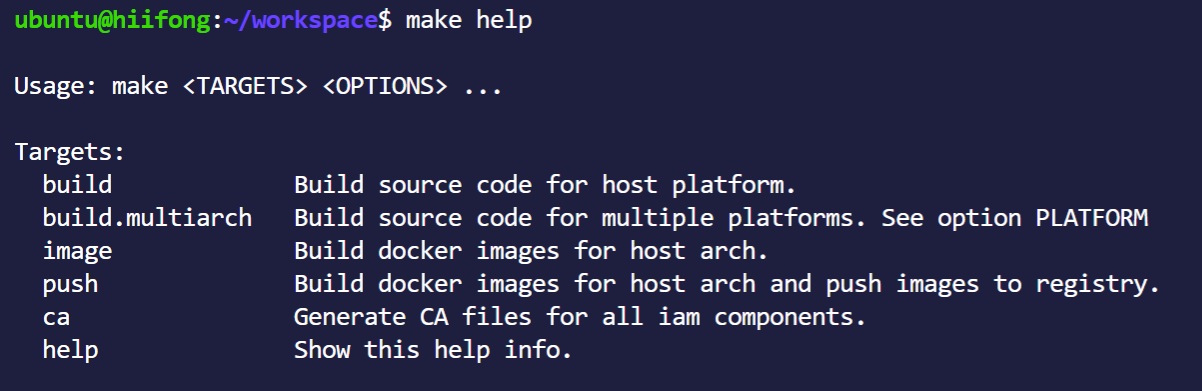 ubuntu@hiifong:~/workspace$ make help
Usage: make <TARGETS> <OPTIONS> ...
Targets:
  build             Build source code for host platform.
  build.multiarch   Build source code for multiple platforms. See option PLATFORM
  image             Build docker images for host arch.
  push              Build docker images for host arch and push images to registry.
  ca                Generate CA files for all iam components.
  help              Show this help info.